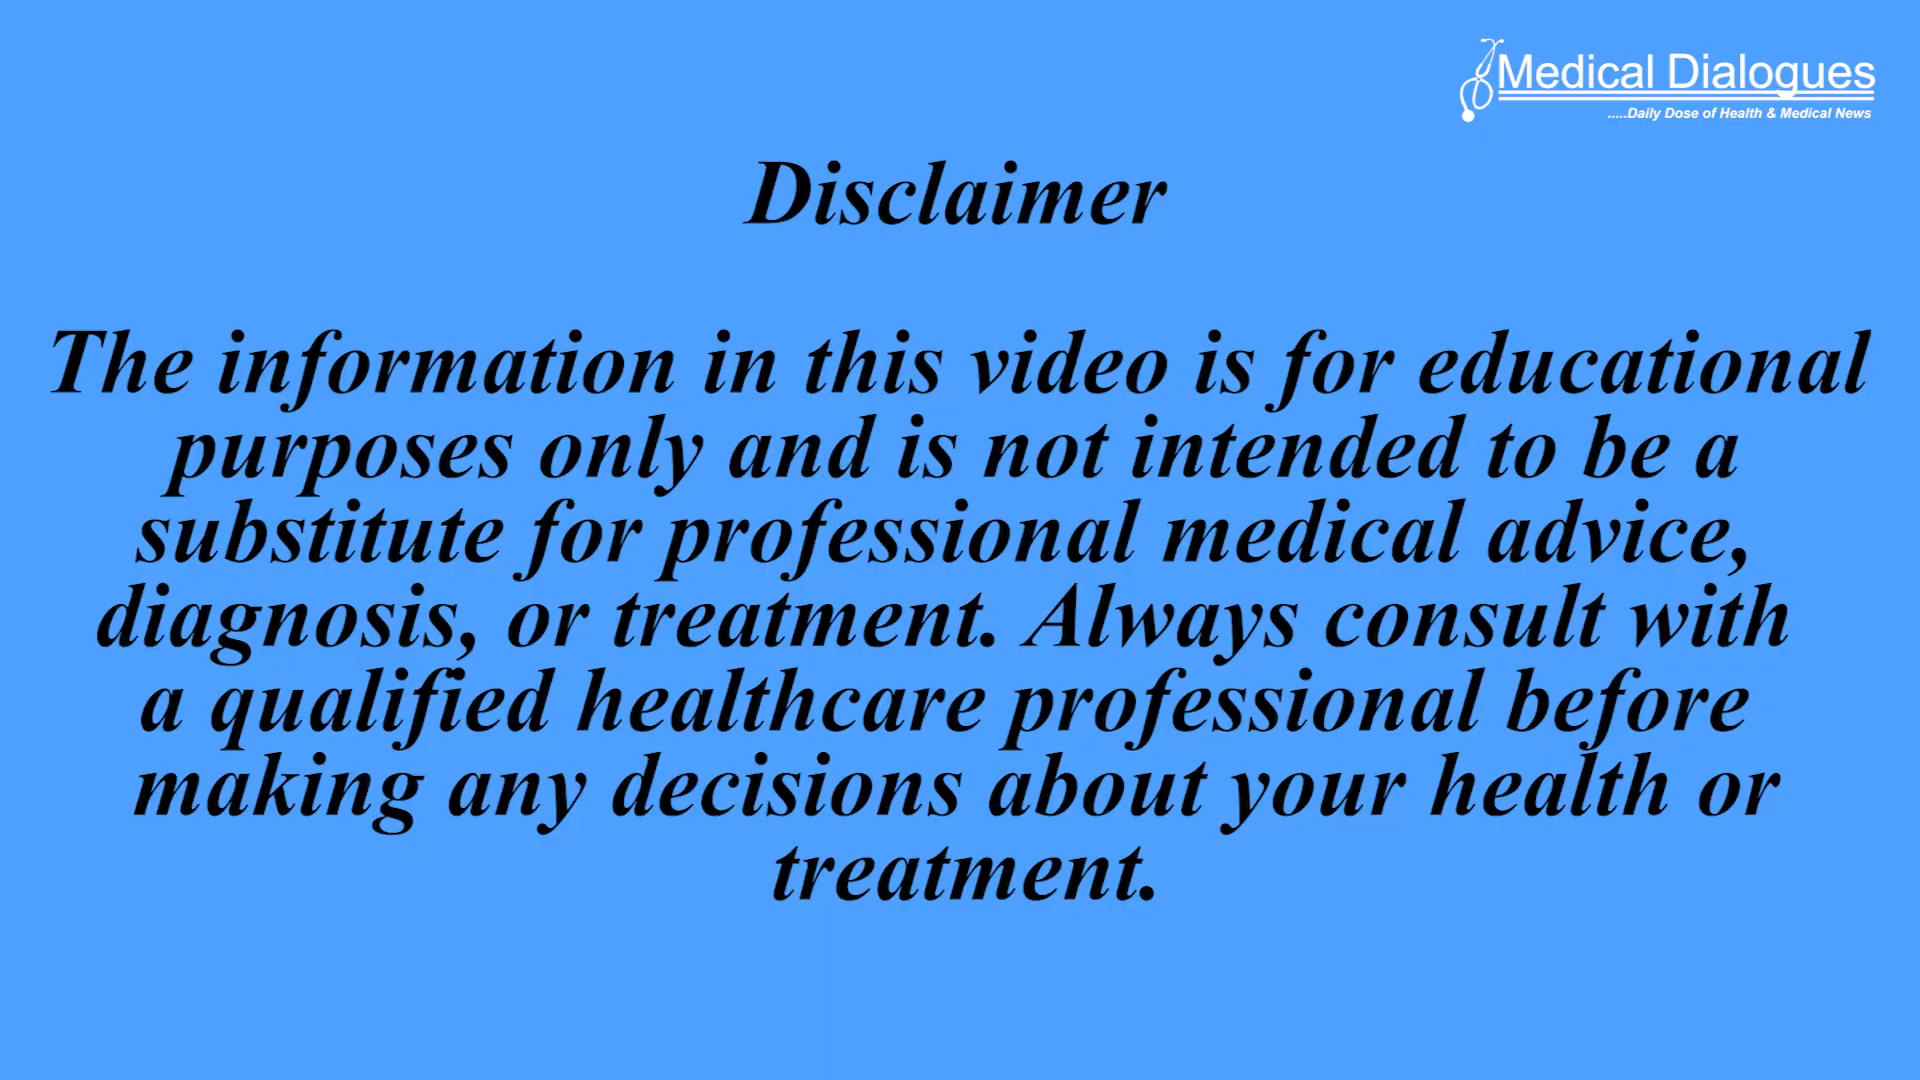 Medical Dialogues
.....Daily Dose of Health & Medical News
Disclaimer
The information in this video is for educational
purposes only and is not intended to be a
substitute for professional medical advice,
diagnosis, or treatment. Always consult with
a qualified healthcare professional before
making any decisions about your health or
treatment.